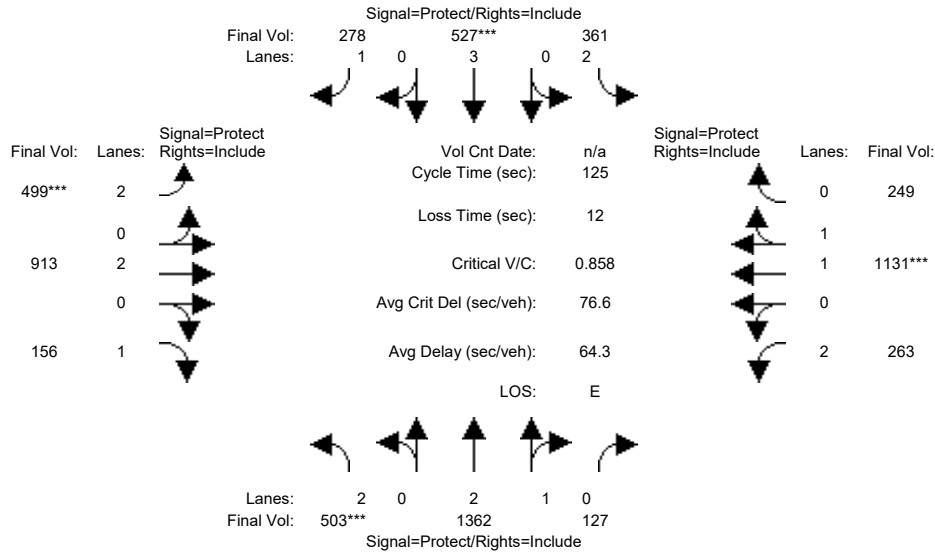 Signal=Protect/Rights=Include
Final Vol: 278 527*** 361
Lanes: 1 0 3 0 2
Signal=Protect
Final Vol: Lanes: Rights=Include
Vol Cnt Date: n/a
Signal=Protect
Rights=Include Lanes: Final Vol:
Cycle Time (sec): 125
499*** 2
0 249
Loss Time (sec): 12
0
1
913 2
Critical V/C: 0.858
1 1131***
0
Avg Crit Del (sec/veh): 76.6
0
156 1
Avg Delay (sec/veh): 64.3
2 263
LOS: E
Lanes: 2 0 2 1 0
Final Vol: 503*** 1362 127
Signal=Protect/Rights=Include